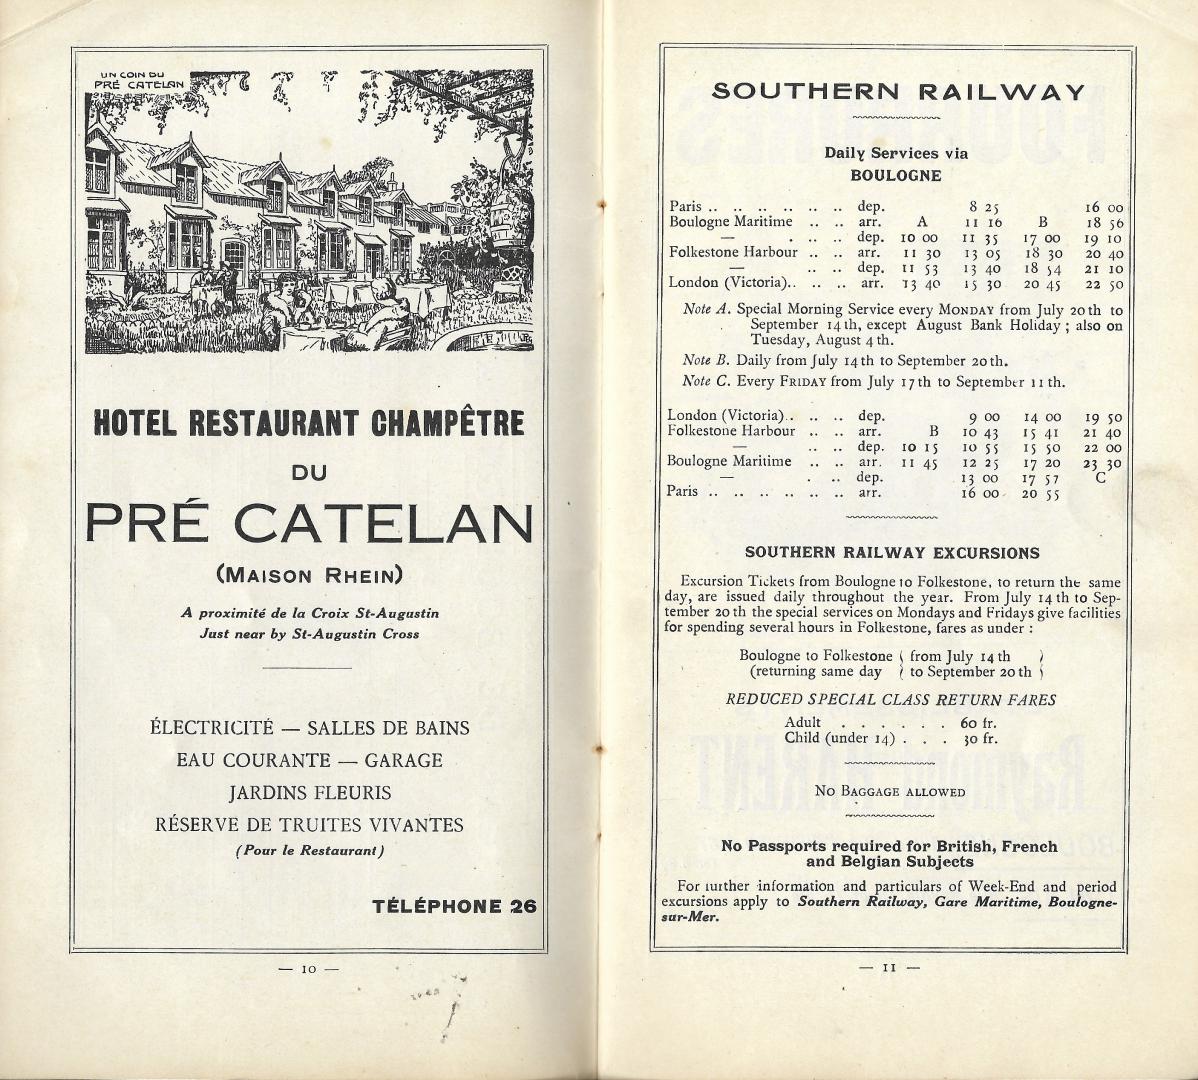 UN COIN DU
PRÉ CATELAN
HOTEL RESTAURANT CHAMPÊTRE
DU
PRÉ CATELAN
(MAISON RHEIN)
A proximité de la Croix St-Augustin
Just near by St-Augustin Cross
ÉLECTRICITÉ — SALLES DE BAINS
EAU COURANTE — GARAGE
JARDINS FLEURIS
RÉSERVE DE TRUITES VIVANTES
(Pour le Restaurant)
TÉLÉPHONE 26
— 10 —
SOUTHERN RAILWAY
Daily Services via
BOULOGNE
Paris .. .. .. .. .. .. dep. 8 25 16 00
Boulogne Maritime .. .. arr. A 11 16 B 18 56
— . .. .. dep. 10 00 11 35 17 00 19 10
Folkestone Harbour .. .. arr. 11 30 13 05 18 30 20 40
— .. .. dep. 11 53 13 40 18 54 21 10
London (Victoria).. .. .. arr. 13 40 15 30 20 45 22 50
Note A. Special Morning Service every MONDAY from July 20th to
September 14th, except August Bank Holiday ; also on
Tuesday, August 4th.
Note B. Daily from July 14th to September 20th.
Note C. Every FRIDAY from July 17th to September 11th.
London (Victoria).. .. .. dep. 9 00 14 00 19 50
Folkestone Harbour .. .. arr. B 10 43 15 41 21 40
— .. .. dep. 10 15 10 55 15 50 22 00
Boulogne Maritime .. .. arr. 11 45 12 25 17 20 23 30
— . .. dep. 13 00 17 57 C
Paris .. .. .. .. .. .. arr. 16 00 20 55
SOUTHERN RAILWAY EXCURSIONS
Excursion Tickets from Boulogne to Folkestone, to return the same
day, are issued daily throughout the year. From July 14th to Sep-
tember 20th the special services on Mondays and Fridays give facilities
for spending several hours in Folkestone, fares as under :
Boulogne to Folkestone ( from July 14th )
(returning same day ( to September 20th )
REDUCED SPECIAL CLASS RETURN FARES
Adult . . . . . . 60 fr.
Child (under 14) . . . 30 fr.
NO BAGGAGE ALLOWED
No Passports required for British, French
and Belgian Subjects
For further information and particulars of Week-End and period
excursions apply to Southern Railway, Gare Maritime, Boulogne-
sur-Mer.
— 11 —